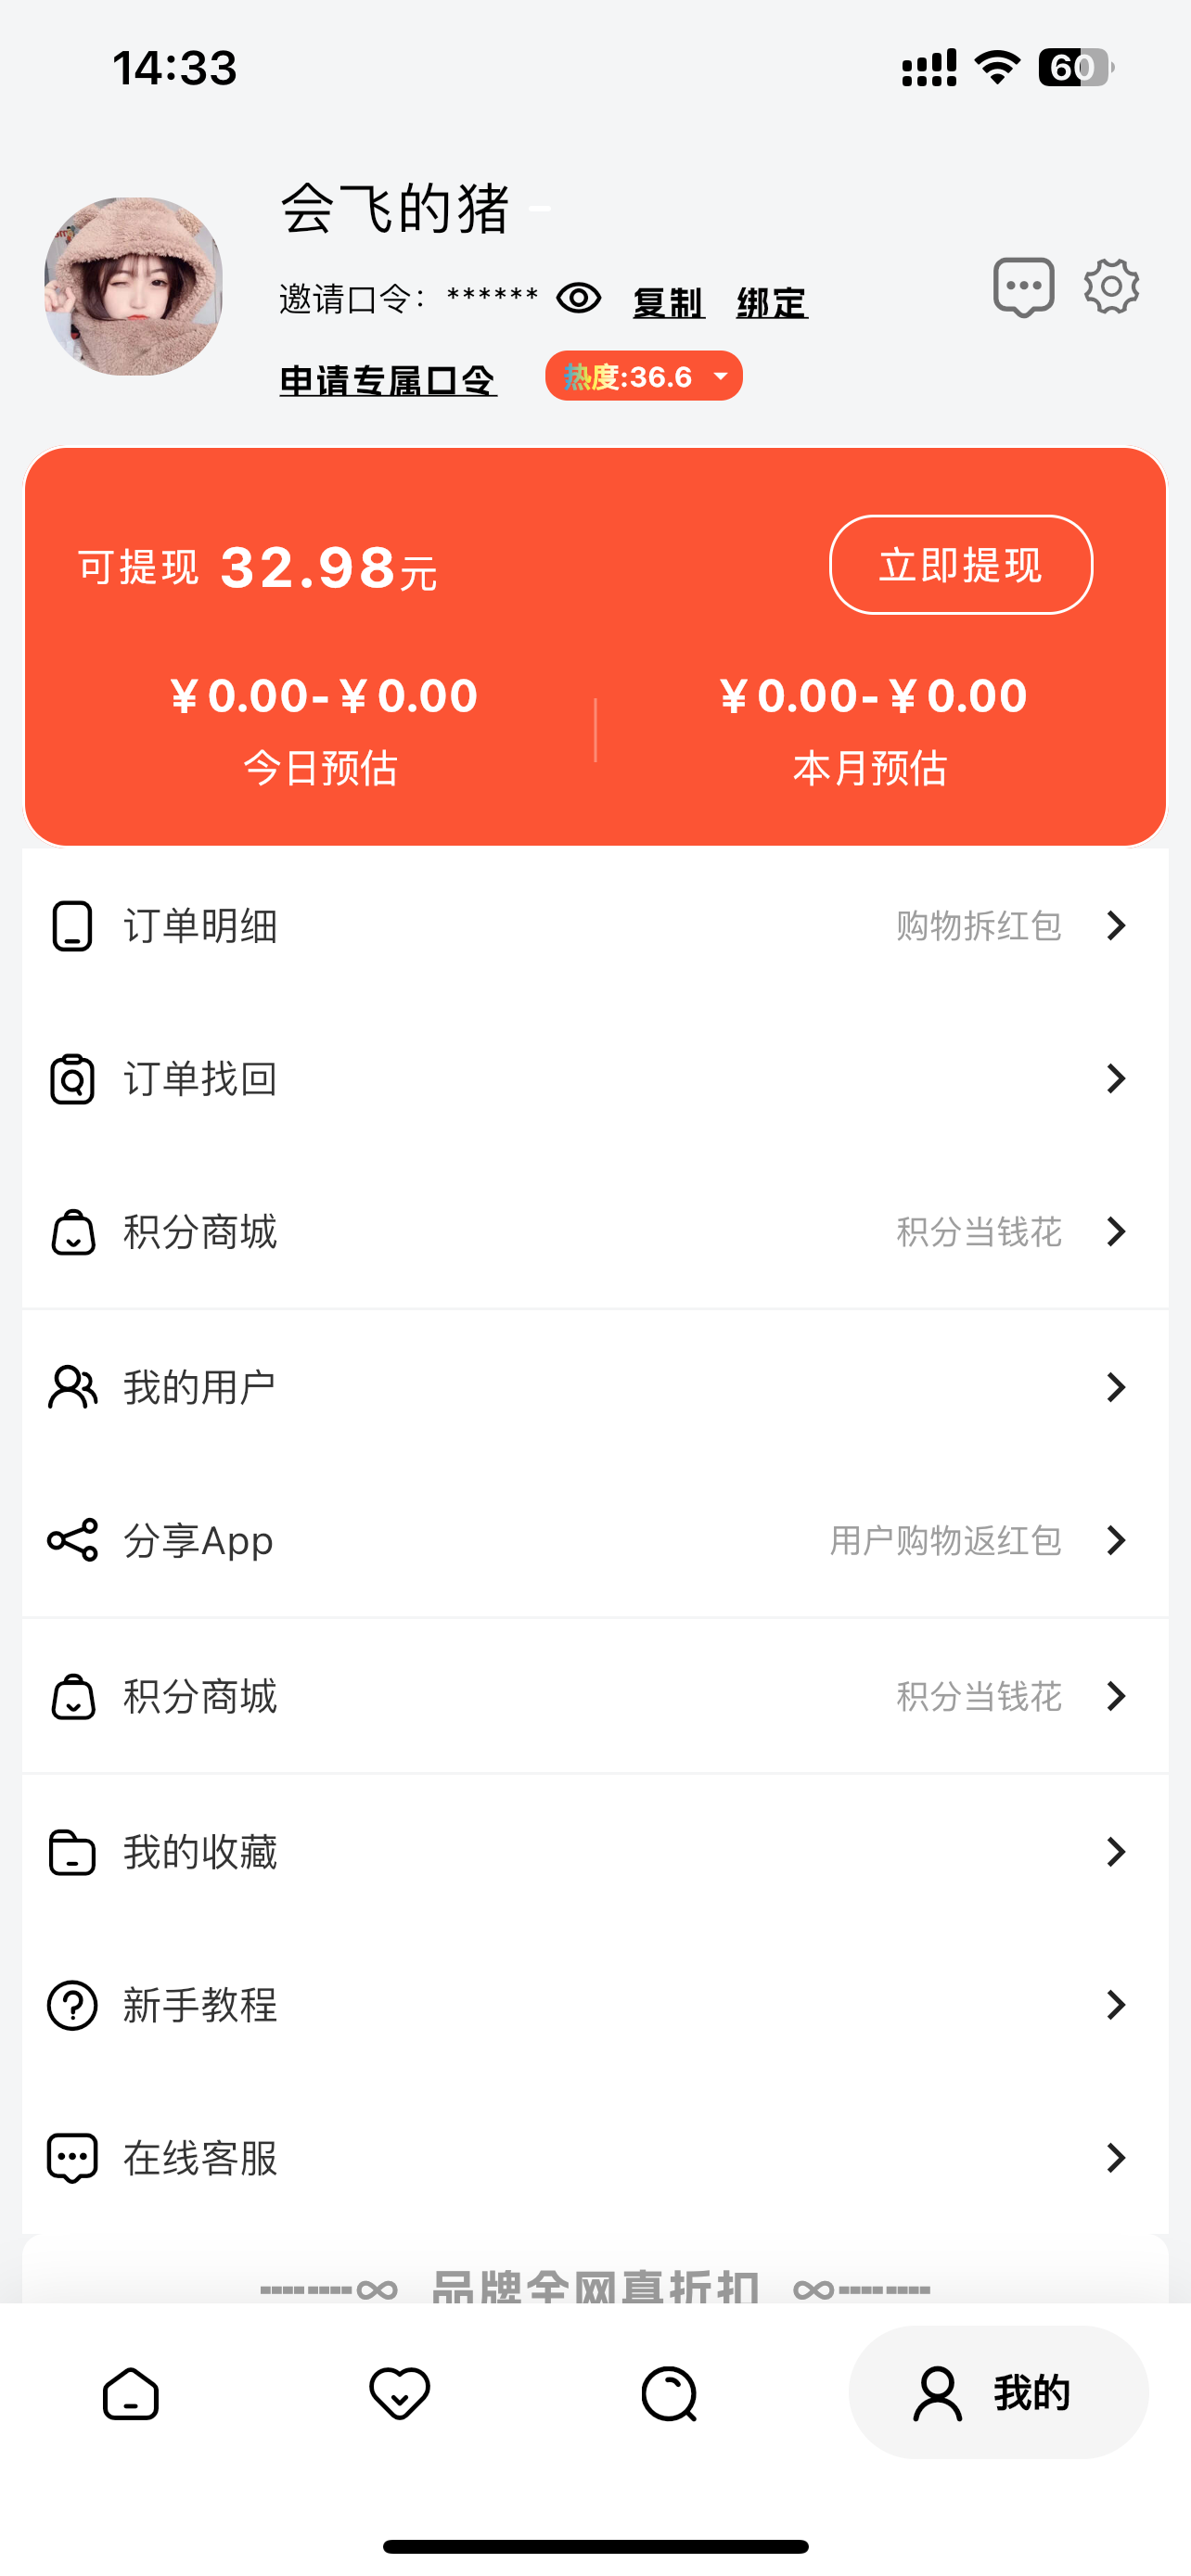 14:33
60
会飞的猪
邀请口令：****** 复制 绑定
申请专属口令 热度:36.6
可提现 32.98元 立即提现
￥0.00-￥0.00 ￥0.00-￥0.00
今日预估 本月预估
订单明细 购物拆红包
订单找回
积分商城 积分当钱花
我的用户
分享App 用户购物返红包
积分商城 积分当钱花
我的收藏
新手教程
在线客服
品牌全网真折扣
我的